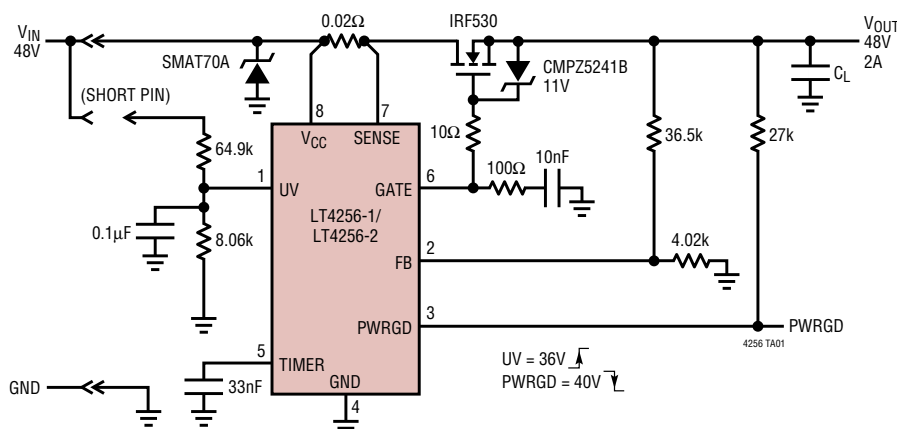 VIN
48V
0.02Ω
IRF530
VOUT
48V
2A
SMAT70A
CMPZ5241B
11V
CL
(SHORT PIN)
8
7
VCC
SENSE
10Ω
36.5k
27k
64.9k
100Ω
10nF
1
UV
GATE
6
LT4256-1/
LT4256-2
0.1µF
8.06k
FB
2
4.02k
PWRGD
3
PWRGD
4256 TA01
5
TIMER
UV = 36V
PWRGD = 40V
GND
33nF
GND
4